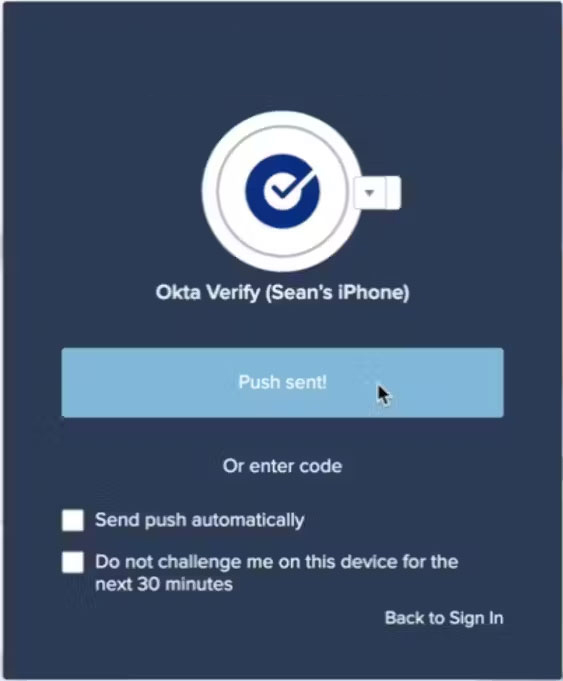 Okta Verify (Sean's iPhone)
Push sent!
Or enter code
Send push automatically
Do not challenge me on this device for the
next 30 minutes
Back to Sign In